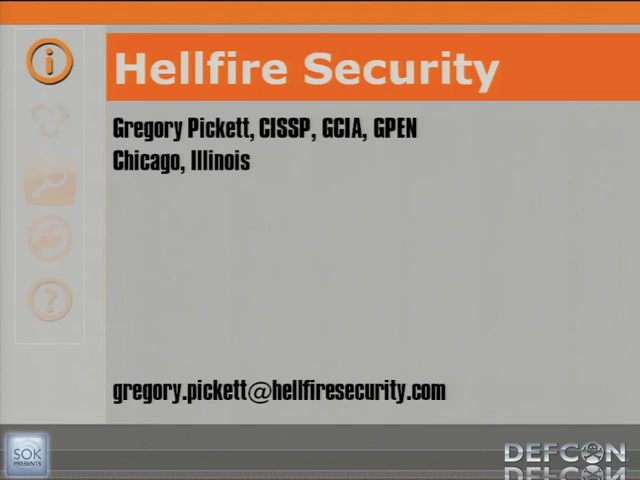 Hellfire Security
Gregory Pickett, CISSP, GCIA, GPEN
Chicago, Illinois
gregory.pickett@hellfiresecurity.com
SOK
PRESENTS
DEFCON